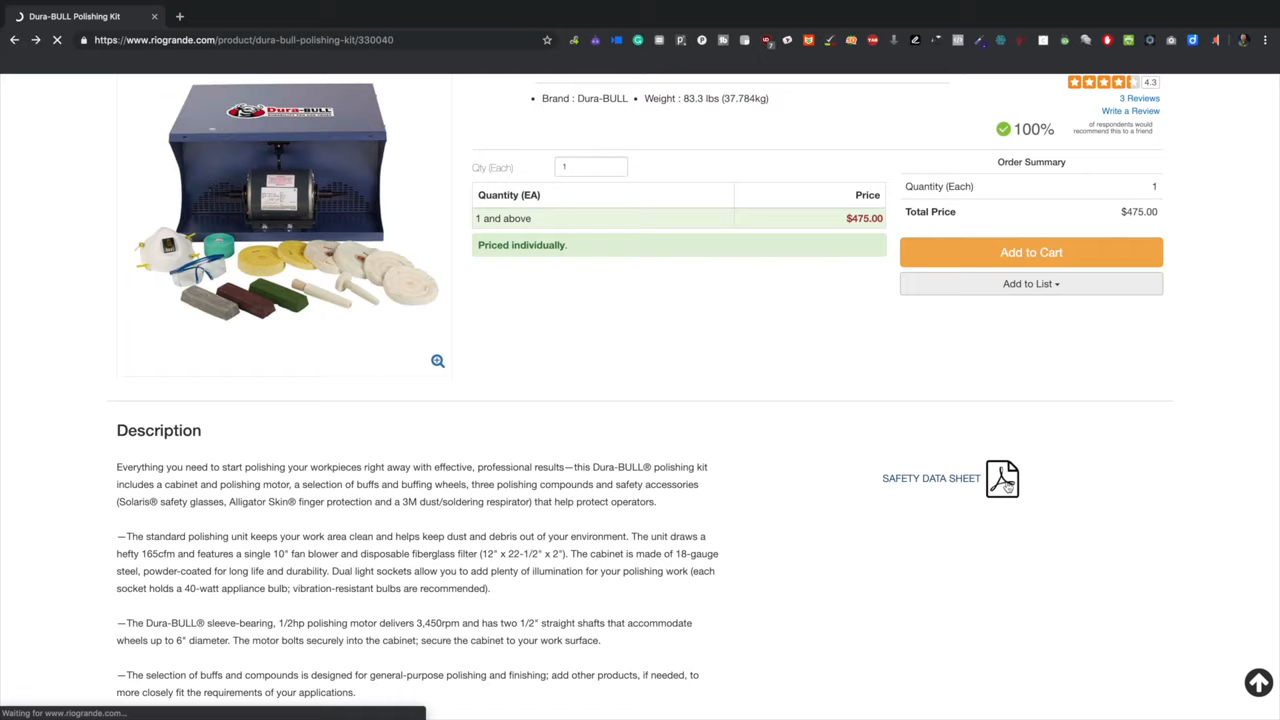 Dura-BULL Polishing Kit
https://www.riogrande.com/product/dura-bull-polishing-kit/330040
Dura-BULL
• Brand : Dura-BULL • Weight : 83.3 lbs (37.784kg)
4.3
3 Reviews
Write a Review
100%
of respondents would
recommend this to a friend
Qty (Each) 1
Quantity (EA) Price
1 and above $475.00
Priced individually.
Order Summary
Quantity (Each) 1
Total Price $475.00
Add to Cart
Add to List
Description
Everything you need to start polishing your workpieces right away with effective, professional results—this Dura-BULL® polishing kit
includes a cabinet and polishing motor, a selection of buffs and buffing wheels, three polishing compounds and safety accessories
(Solaris® safety glasses, Alligator Skin® finger protection and a 3M dust/soldering respirator) that help protect operators.
SAFETY DATA SHEET
—The standard polishing unit keeps your work area clean and helps keep dust and debris out of your environment. The unit draws a
hefty 165cfm and features a single 10" fan blower and disposable fiberglass filter (12" x 22-1/2" x 2"). The cabinet is made of 18-gauge
steel, powder-coated for long life and durability. Dual light sockets allow you to add plenty of illumination for your polishing work (each
socket holds a 40-watt appliance bulb; vibration-resistant bulbs are recommended).
—The Dura-BULL® sleeve-bearing, 1/2hp polishing motor delivers 3,450rpm and has two 1/2" straight shafts that accommodate
wheels up to 6" diameter. The motor bolts securely into the cabinet; secure the cabinet to your work surface.
—The selection of buffs and compounds is designed for general-purpose polishing and finishing; add other products, if needed, to
more closely fit the requirements of your applications.
Waiting for www.riogrande.com...